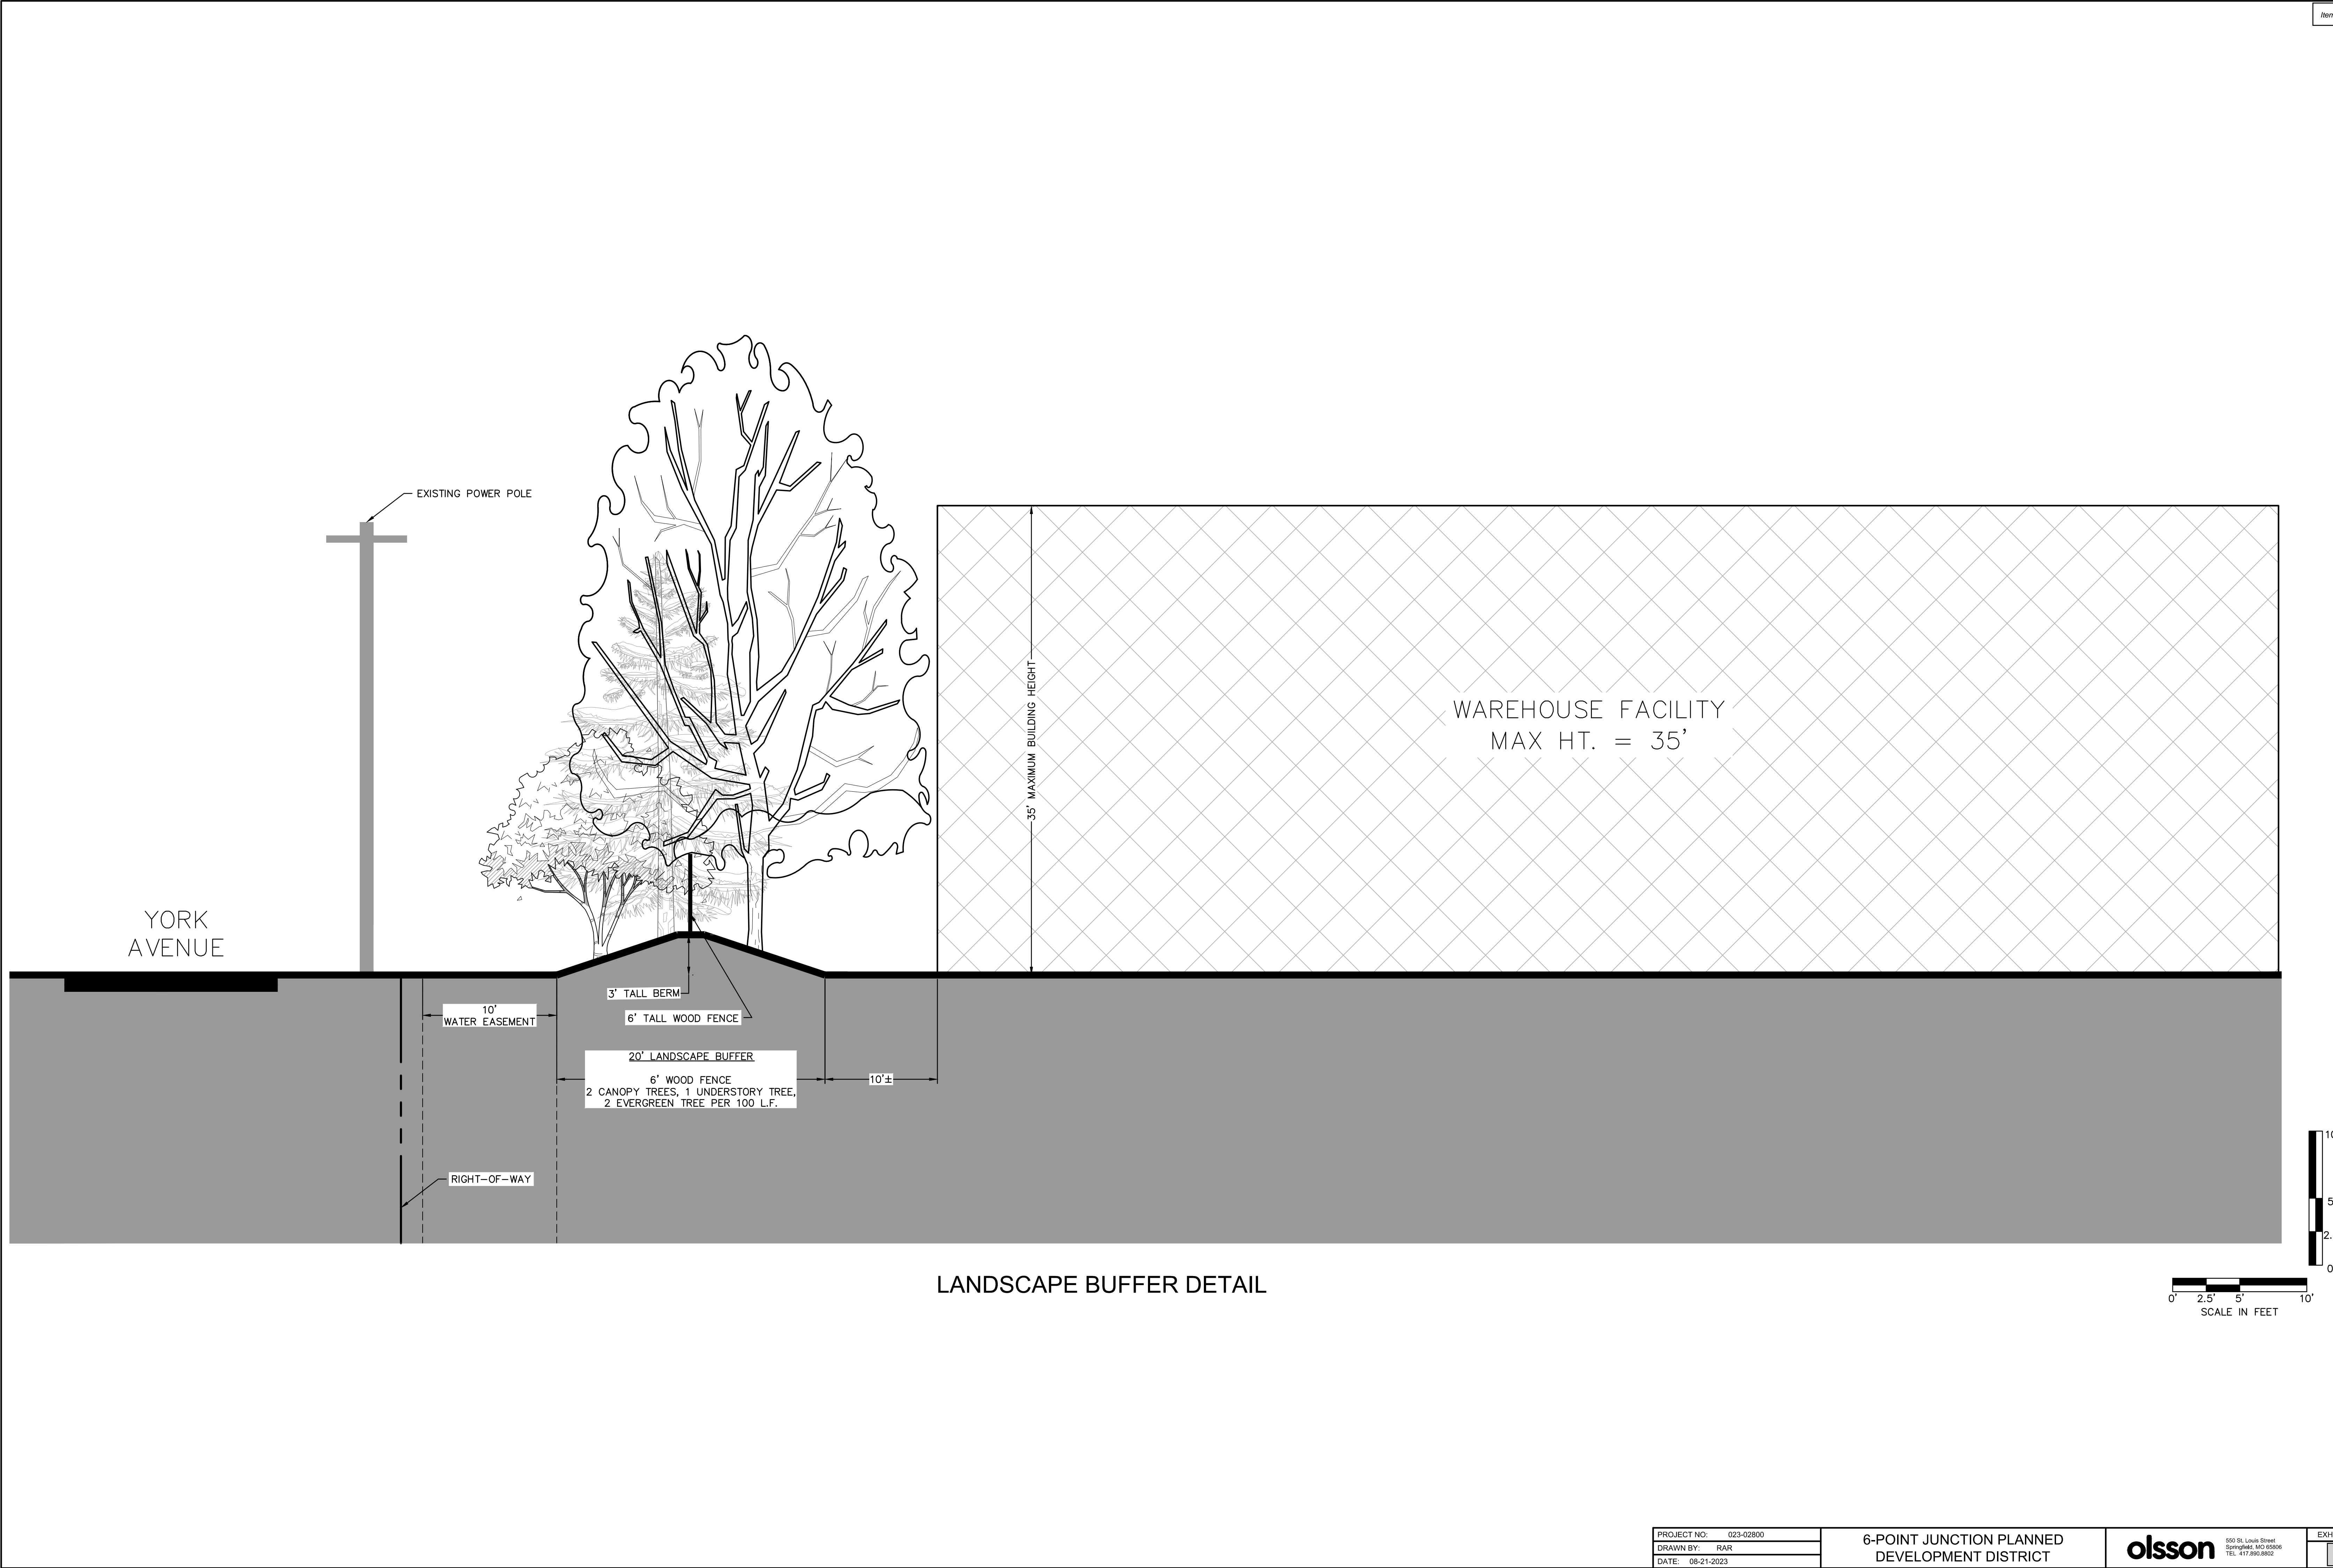 Item
EXISTING POWER POLE
35' MAXIMUM BUILDING HEIGHT
WAREHOUSE FACILITY
MAX HT. = 35'
YORK
AVENUE
3' TALL BERM
10'
WATER EASEMENT
6' TALL WOOD FENCE
20' LANDSCAPE BUFFER
6' WOOD FENCE
2 CANOPY TREES, 1 UNDERSTORY TREE,
2 EVERGREEN TREE PER 100 L.F.
10'±
RIGHT-OF-WAY
LANDSCAPE BUFFER DETAIL
0' 2.5' 5' 10'
SCALE IN FEET
PROJECT NO: 023-02800
DRAWN BY: RAR
DATE: 08-21-2023
6-POINT JUNCTION PLANNED
DEVELOPMENT DISTRICT
olsson
550 St. Louis Street
Springfield, MO 65806
TEL 417.890.8802